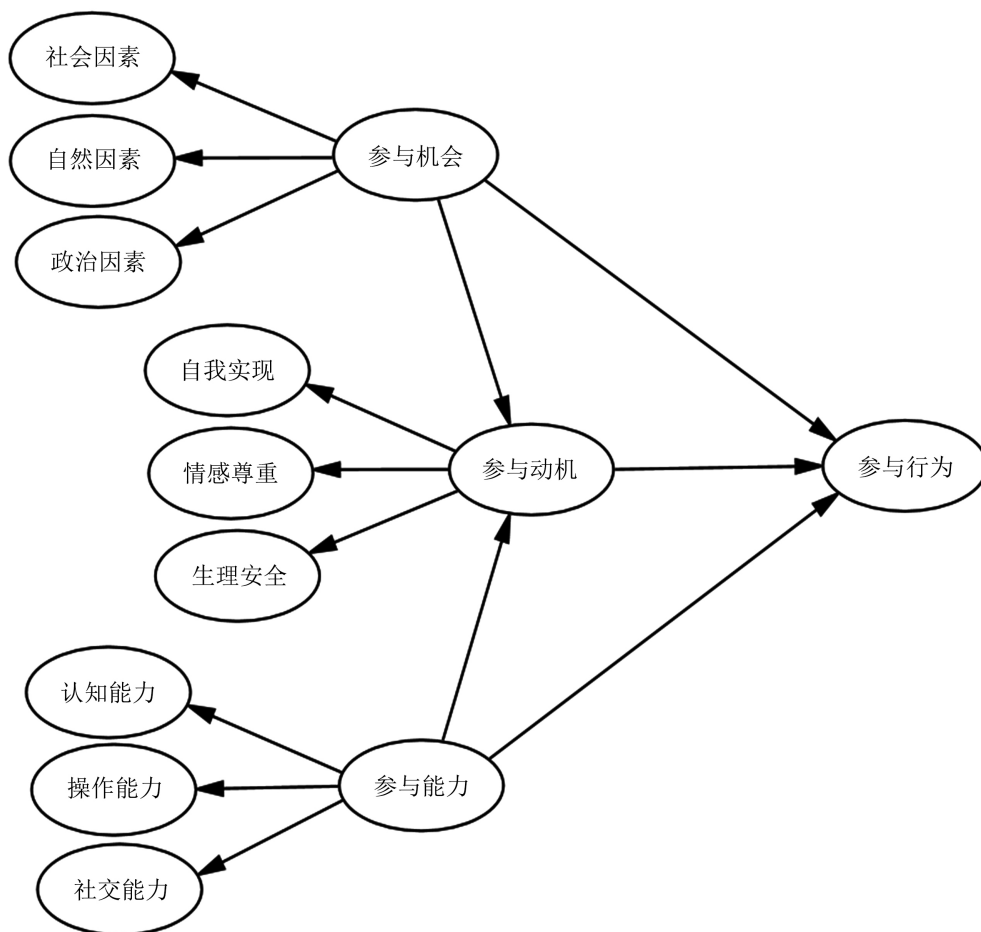 社会因素
自然因素
政治因素
参与机会
自我实现
情感尊重
生理安全
参与动机
参与行为
认知能力
操作能力
社交能力
参与能力